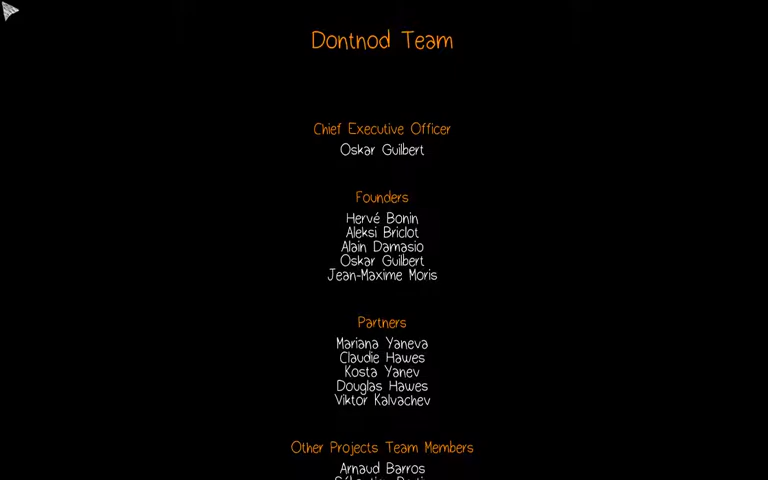 Dontnod Team
Chief Executive Officer
Oskar Guilbert
Founders
Hervé Bonin
Aleksi Briclot
Alain Damasio
Oskar Guilbert
Jean-Maxime Moris
Partners
Mariana Yaneva
Claudie Hawes
Kosta Yanev
Douglas Hawes
Viktor Kalvachev
Other Projects Team Members
Arnaud Barros